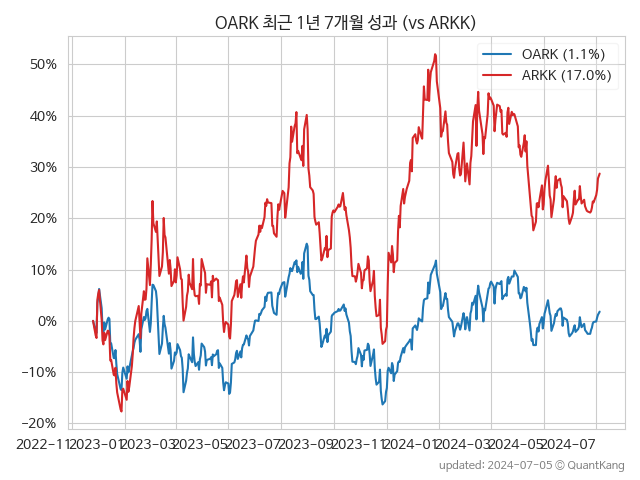 OARK 최근 1년 7개월 성과 (vs ARKK)
OARK (1.1%)
ARKK (17.0%)
50%
40%
30%
20%
10%
0%
−10%
−20%
2022-11 2023-01 2023-03 2023-05 2023-07 2023-09 2023-11 2024-01 2024-03 2024-05 2024-07
updated: 2024-07-05 © QuantKang